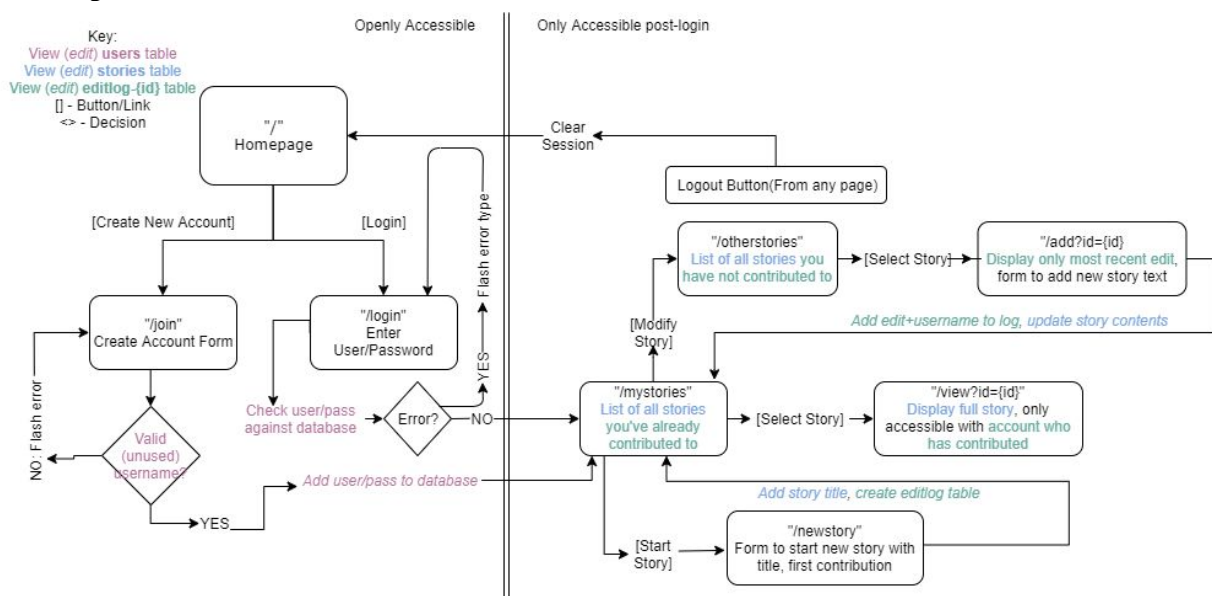 Openly Accessible
Only Accessible post-login
Key:
View (edit) users table
View (edit) stories table
View (edit) editlog-{id} table
[] - Button/Link
<> - Decision
"/"
Homepage
Clear
Session
Logout Button(From any page)
[Create New Account]
[Login]
Flash error type
YES
"/otherstories"
List of all stories you
have not contributed to
[Select Story]
"/add?id={id}
Display only most recent edit,
form to add new story text
"/join"
Create Account Form
"/login"
Enter
User/Password
[Modify
Story]
Add edit+username to log, update story contents
NO: Flash error
Check user/pass
against database
Error?
NO
"/mystories"
List of all stories
you've already
contributed to
[Select Story]
"/view?id={id}"
Display full story, only
accessible with account who
has contributed
Valid
(unused)
username?
Add user/pass to database
YES
Add story title, create editlog table
[Start
Story]
"/newstory"
Form to start new story with
title, first contribution